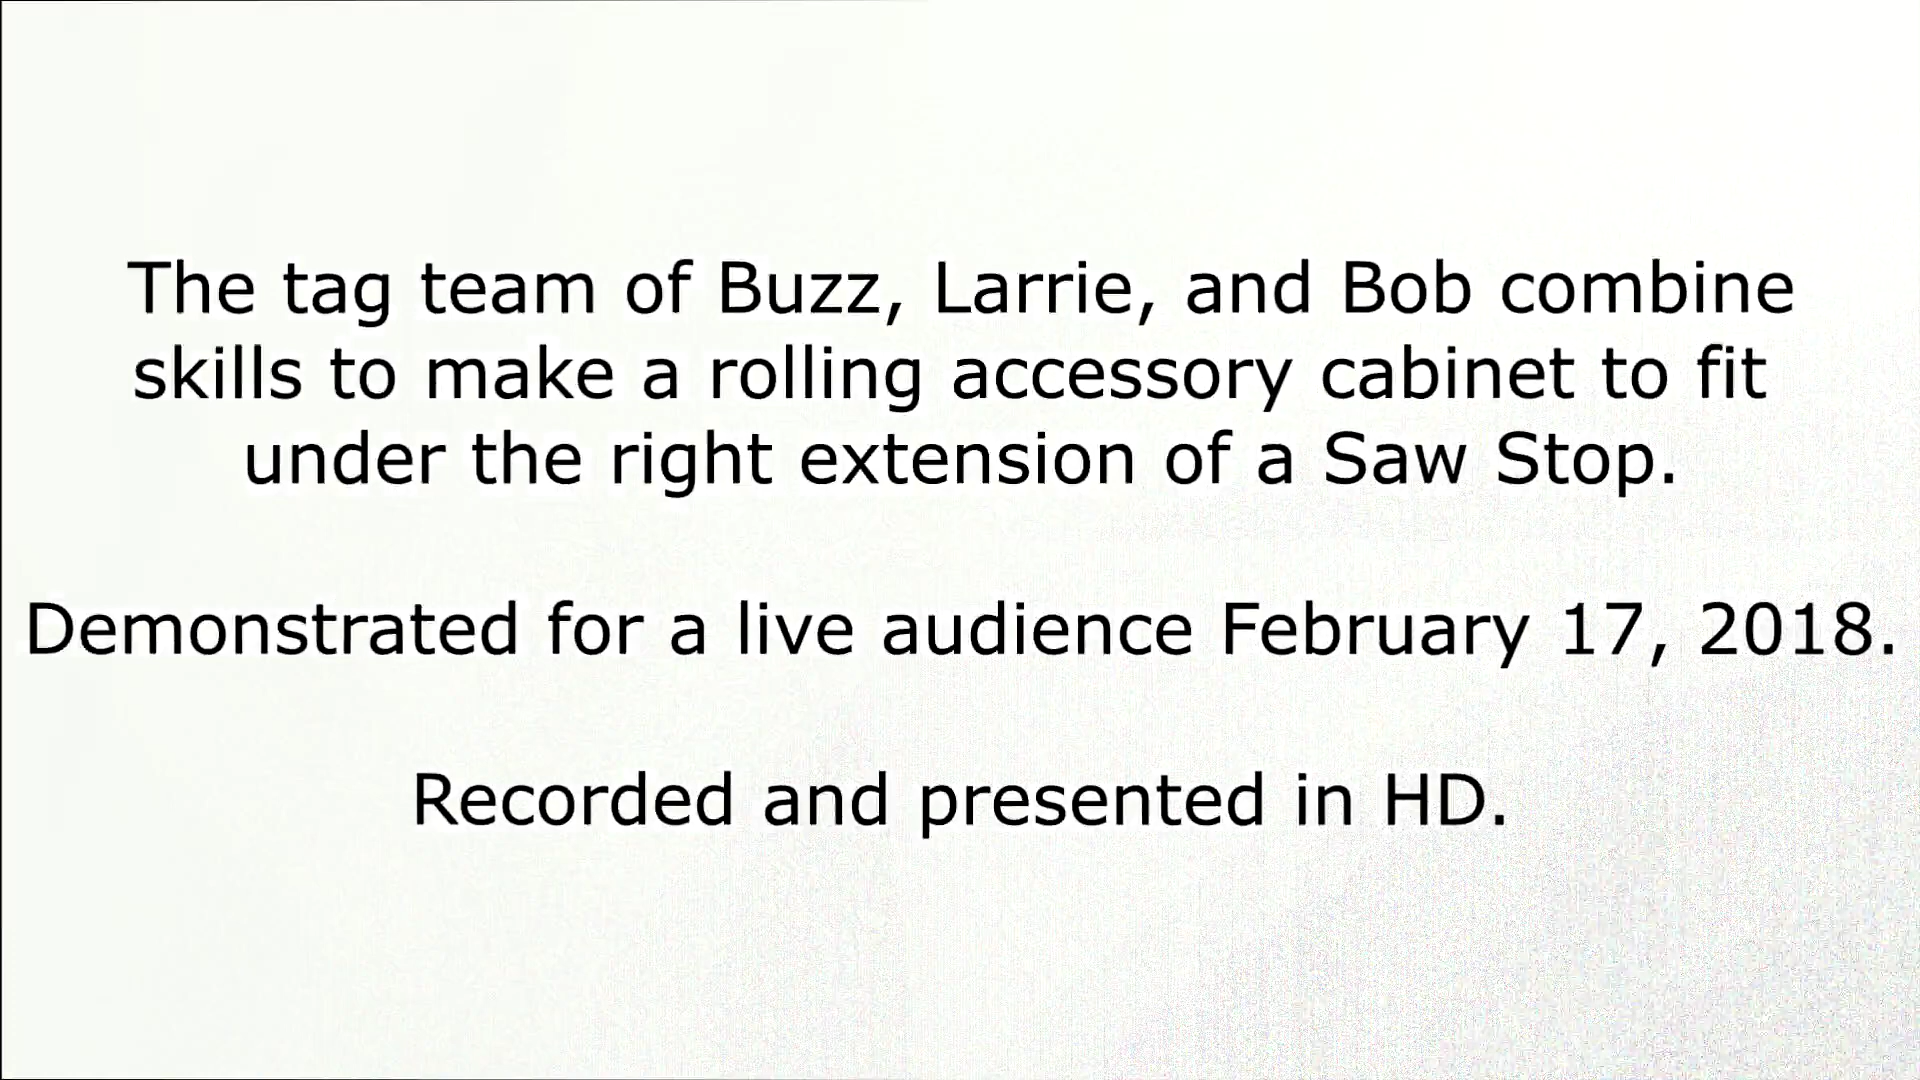 The tag team of Buzz, Larrie, and Bob combine
skills to make a rolling accessory cabinet to fit
under the right extension of a Saw Stop.
Demonstrated for a live audience February 17, 2018.
Recorded and presented in HD.